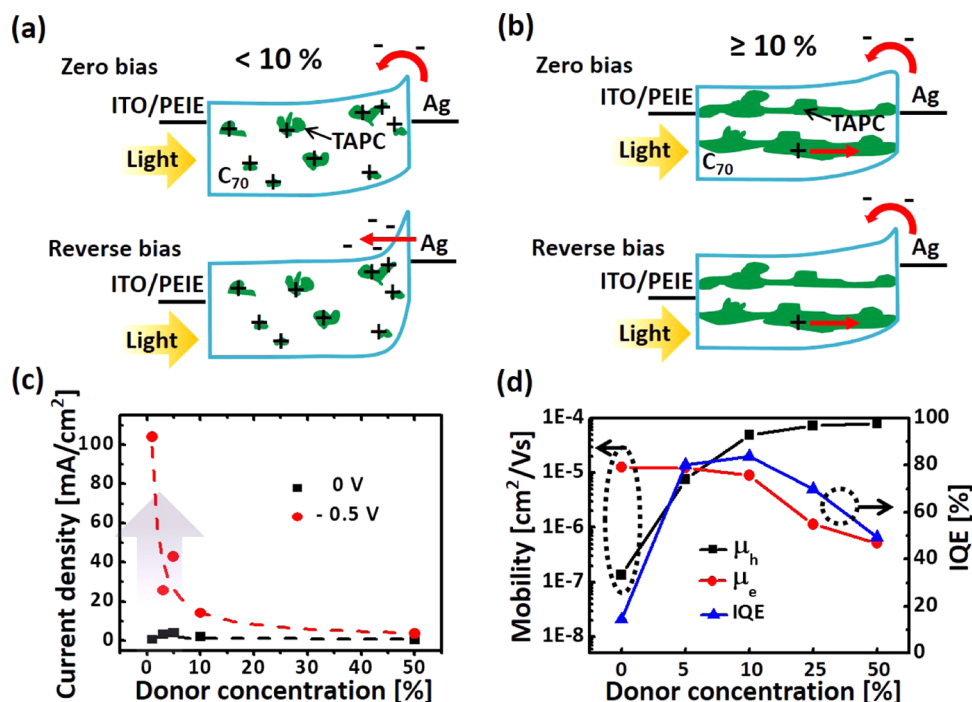 (a)
Zero bias
< 10 %
- -
ITO/PEIE
Ag
TAPC
Light
C70
+ + + + + + + + +
Reverse bias
- - - -
ITO/PEIE
Ag
Light
+ + + + + + + + +
(b)
Zero bias
≥ 10 %
- -
ITO/PEIE
Ag
TAPC
Light
C70
+
Reverse bias
- -
ITO/PEIE
Ag
Light
+
(c)
Current density [mA/cm²]
100
80
60
40
20
0
0 V
- 0.5 V
0 10 20 30 40 50
Donor concentration [%]
(d)
Mobility [cm²/Vs]
1E-4
1E-5
1E-6
1E-7
1E-8
μh
μe
IQE
100
80
60
40
20
0
IQE [%]
0 5 10 25 50
Donor concentration [%]